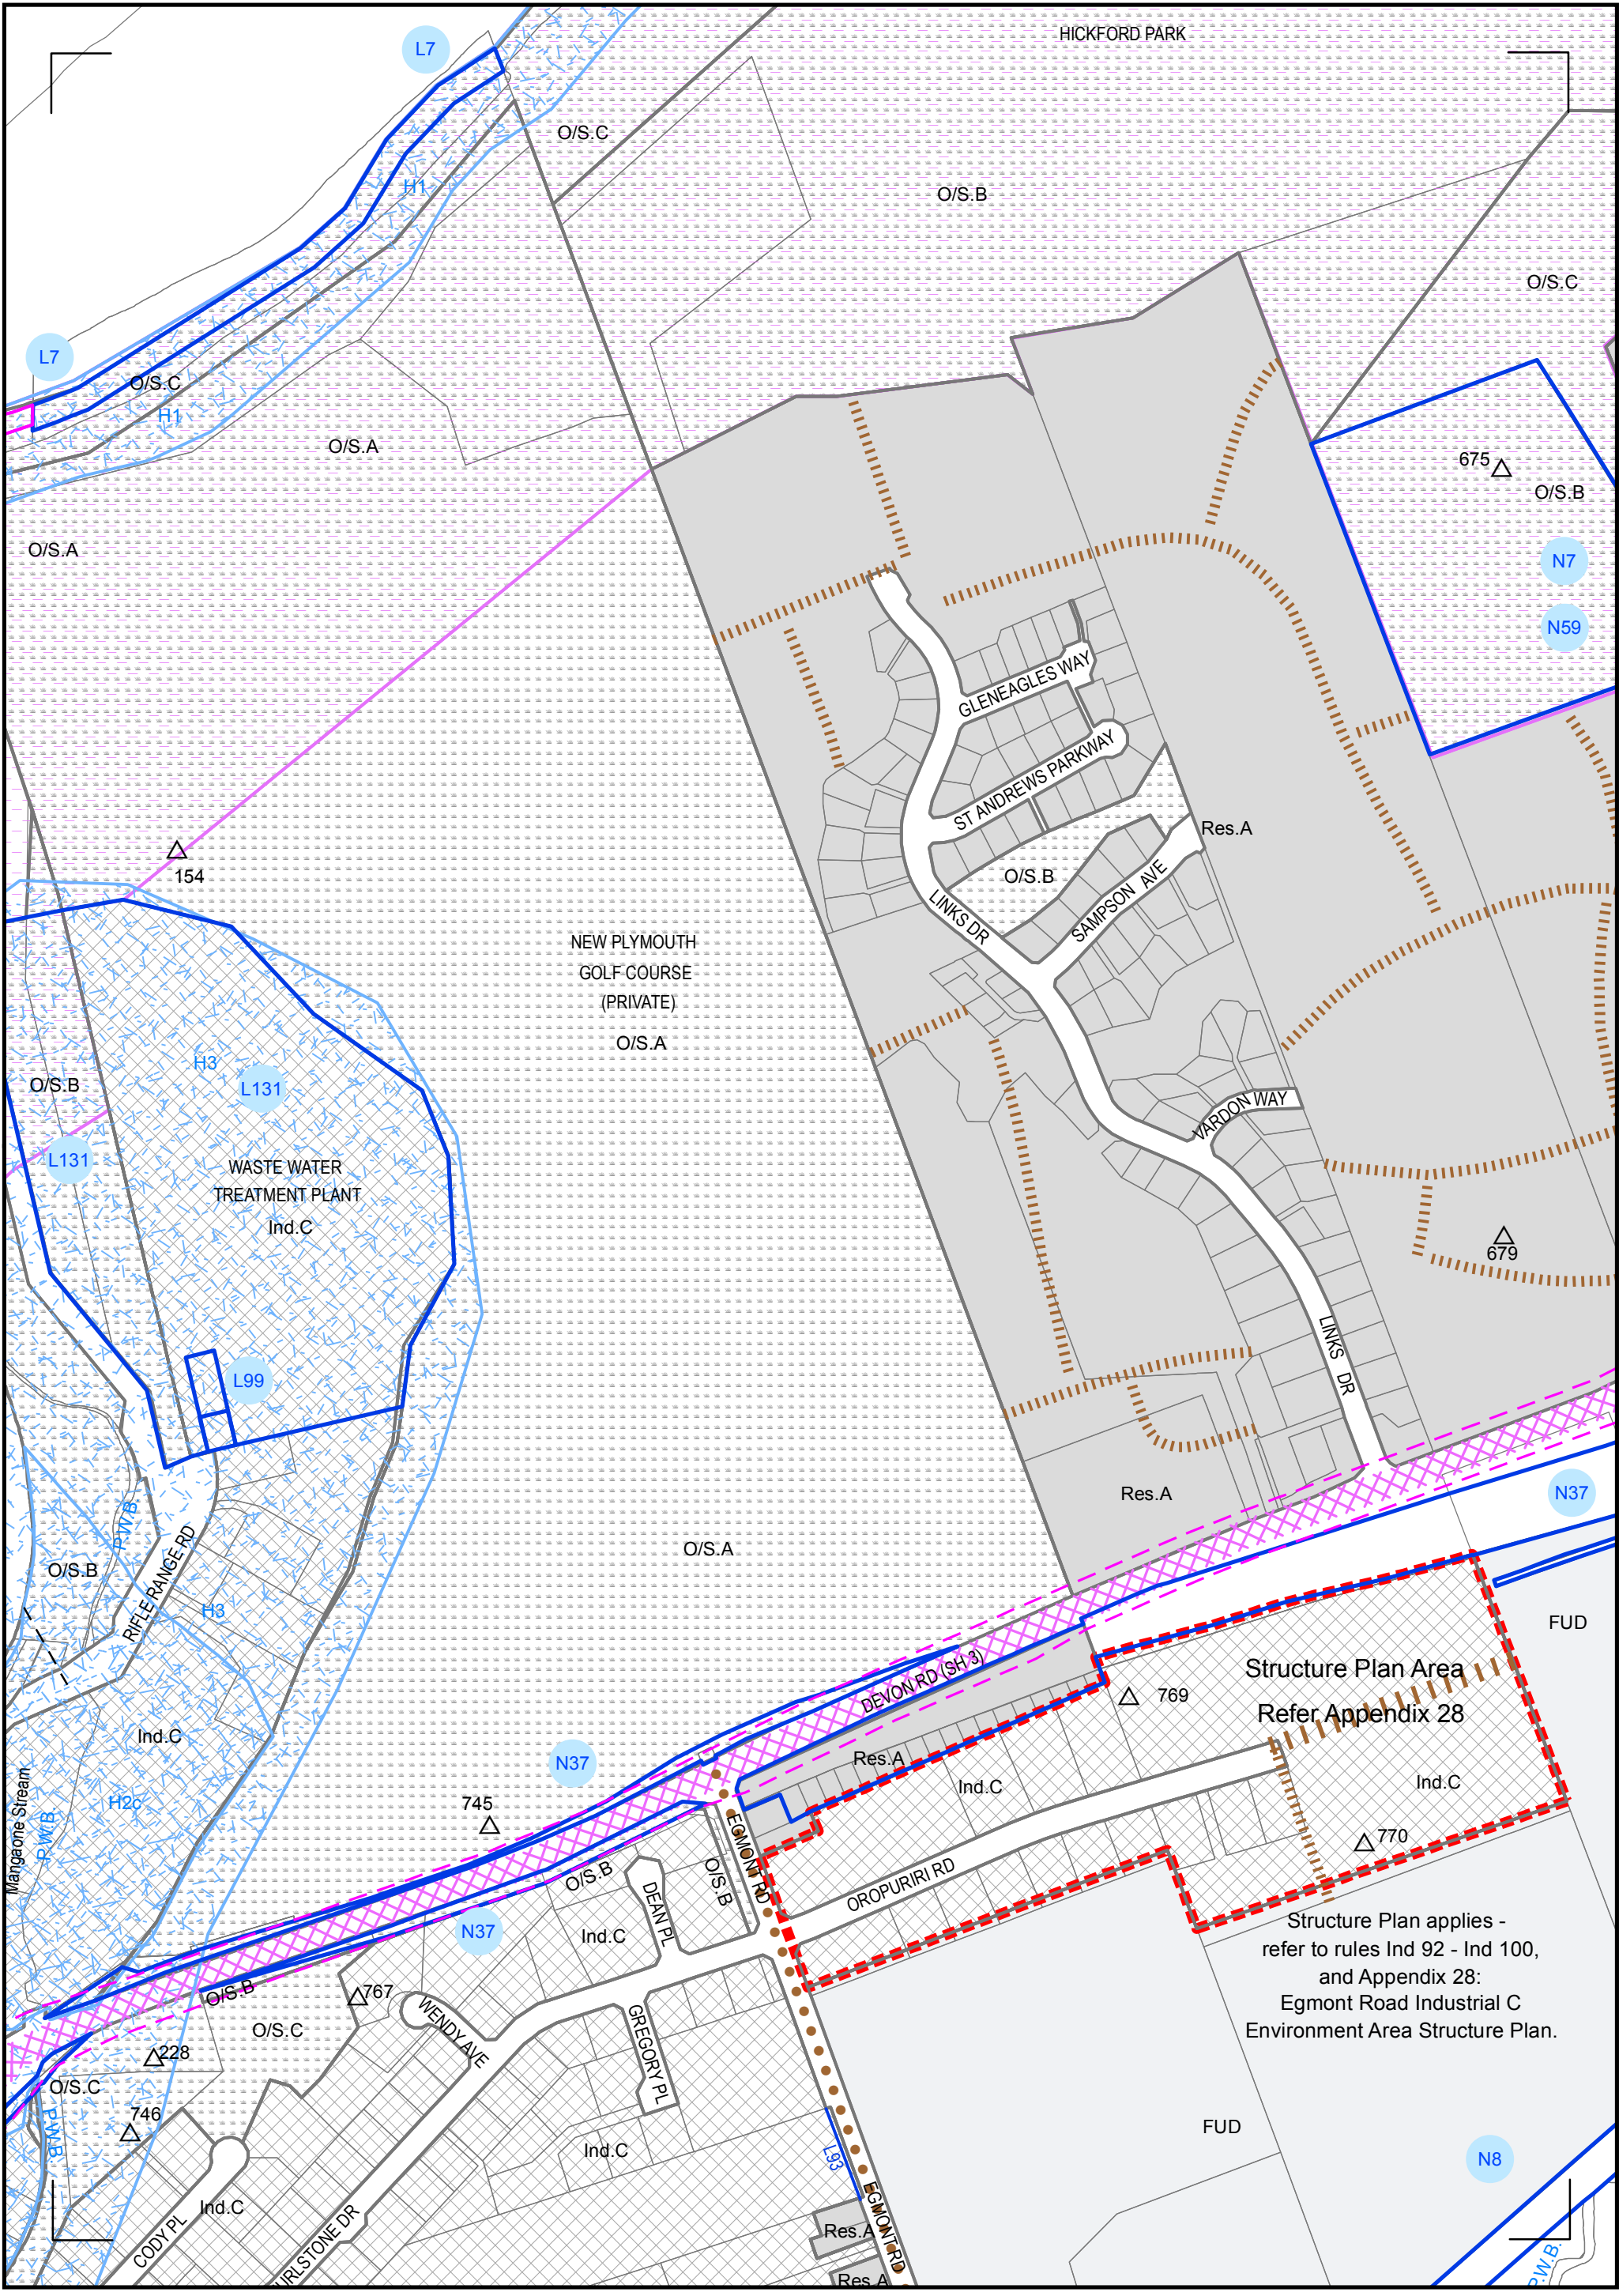 HICKFORD PARK
L7
O/S.C
H1
O/S.B
O/S.C
L7
O/S.C
H1
O/S.A
675
O/S.B
O/S.A
N7
N59
GLENEAGLES WAY
ST ANDREWS PARKWAY
Res.A
154
O/S.B
SAMPSON AVE
LINKS DR
NEW PLYMOUTH
GOLF COURSE
(PRIVATE)
O/S.A
H3
L131
O/S.B
VARDON WAY
L131
WASTE WATER
TREATMENT PLANT
Ind.C
679
LINKS DR
L99
Res.A
N37
P.W.B
RIFLE RANGE RD
O/S.B
O/S.A
H3
FUD
DEVON RD (SH 3)
Structure Plan Area
Refer Appendix 28
769
Ind.C
N37
Res.A
Ind.C
Ind.C
Mangaone Stream
P.W.B
H2c
745
770
EGMONT RD
O/S.B
O/S.B
OROPURIRI RD
DEAN PL
Ind.C
N37
Structure Plan applies -
refer to rules Ind 92 - Ind 100,
and Appendix 28:
Egmont Road Industrial C
Environment Area Structure Plan.
O/S.B
767
WENDY AVE
O/S.C
GREGORY PL
228
O/S.C
746
P.W.B
FUD
Ind.C
L93
N8
Ind.C
CODY PL
URLSTONE DR
EGMONT RD
Res.A
P.W.B.
Res.A